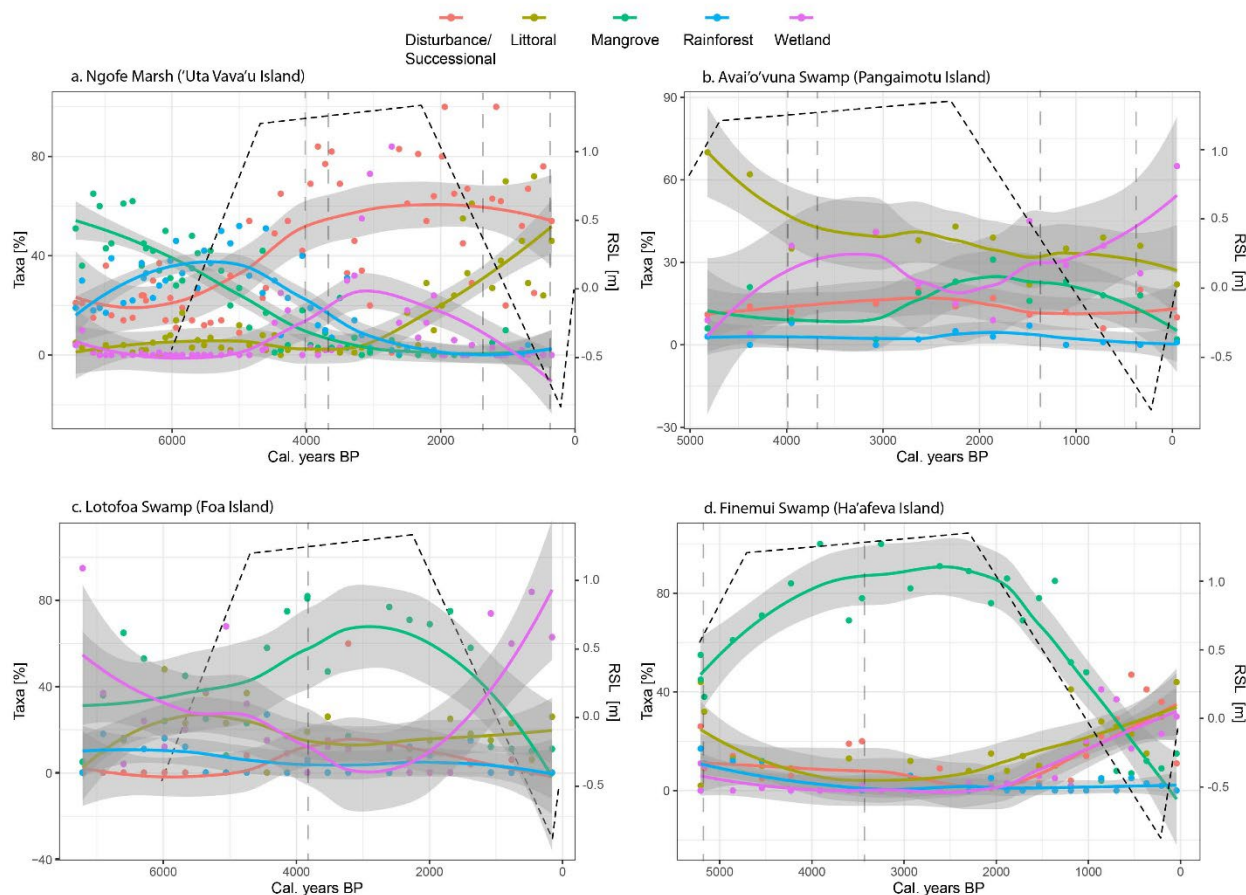 Disturbance/ Littoral Mangrove Rainforest Wetland
Successional
a. Ngofe Marsh ('Uta Vava'u Island)
80
40
0
Taxa [%]
1.0
0.5
0.0
-0.5
RSL [m]
6000 4000 2000 0
Cal. years BP
b. Avai'o'vuna Swamp (Pangaimotu Island)
90
60
30
0
-30
Taxa [%]
1.0
0.5
0.0
-0.5
RSL [m]
5000 4000 3000 2000 1000 0
Cal. years BP
c. Lotofoa Swamp (Foa Island)
80
40
0
-40
Taxa [%]
1.0
0.5
0.0
-0.5
RSL [m]
6000 4000 2000 0
Cal. years BP
d. Finemui Swamp (Ha'afeva Island)
80
40
0
Taxa [%]
1.0
0.5
0.0
-0.5
RSL [m]
5000 4000 3000 2000 1000 0
Cal. years BP